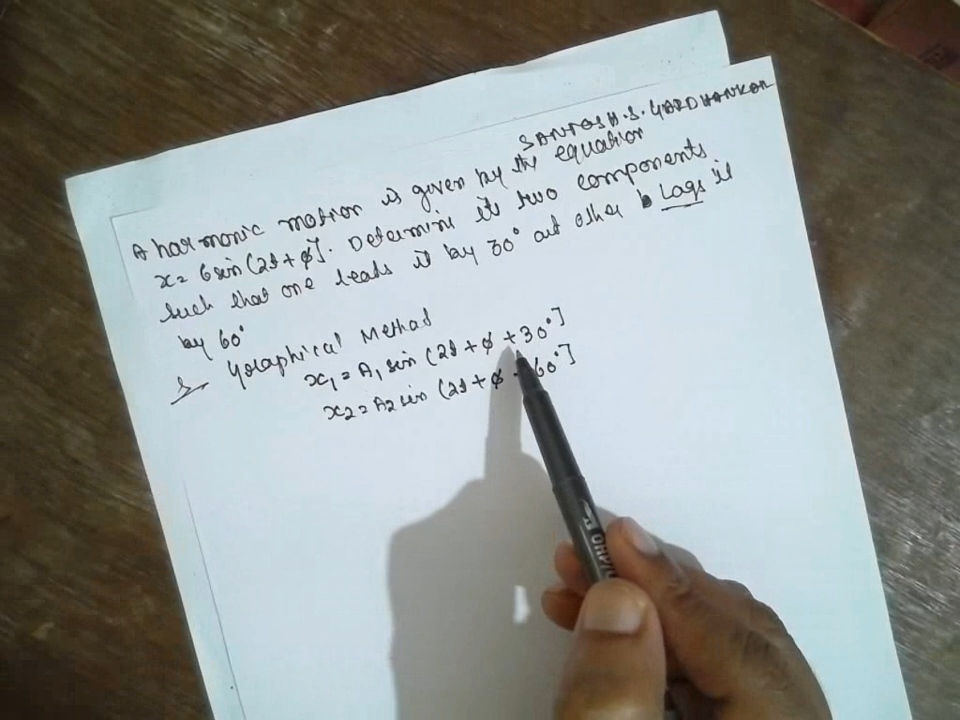 SANTOSH.S.YARDHANKAR
A harmonic motion is given by the equation
x = 6 sin (2t + ϕ]. Determine its two components
such that one leads it by 30° and other Lags it
by 60°
Graphical Method
x₁ = A₁ sin (2t + ϕ + 30°]
x₂ = A₂ sin (2t + ϕ - 60°]